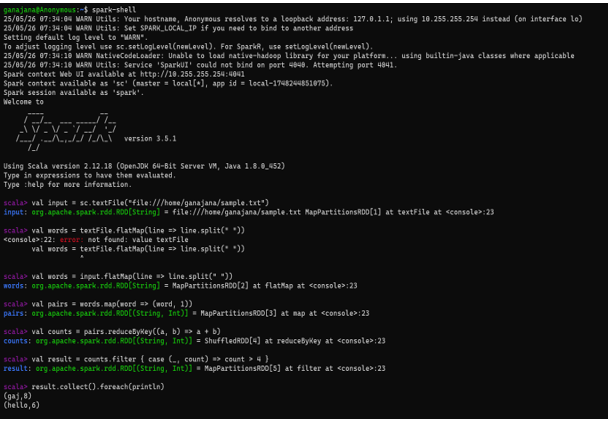 ganajana@Anonymous:~$ spark-shell
25/05/26 07:34:04 WARN Utils: Your hostname, Anonymous resolves to a loopback address: 127.0.1.1; using 10.255.255.254 instead (on interface lo)
25/05/26 07:34:04 WARN Utils: Set SPARK_LOCAL_IP if you need to bind to another address
Setting default log level to "WARN".
To adjust logging level use sc.setLogLevel(newLevel). For SparkR, use setLogLevel(newLevel).
25/05/26 07:34:10 WARN NativeCodeLoader: Unable to load native-hadoop library for your platform... using builtin-java classes where applicable
25/05/26 07:34:10 WARN Utils: Service 'SparkUI' could not bind on port 4040. Attempting port 4041.
Spark context Web UI available at http://10.255.255.254:4041
Spark context available as 'sc' (master = local[*], app id = local-1748244851075).
Spark session available as 'spark'.
Welcome to
version 3.5.1
Using Scala version 2.12.18 (OpenJDK 64-Bit Server VM, Java 1.8.0_452)
Type in expressions to have them evaluated.
Type :help for more information.
scala> val input = sc.textFile("file:///home/ganajana/sample.txt")
input: org.apache.spark.rdd.RDD[String] = file:///home/ganajana/sample.txt MapPartitionsRDD[1] at textFile at <console>:23
scala> val words = textFile.flatMap(line => line.split(" "))
<console>:22: error: not found: value textFile
val words = textFile.flatMap(line => line.split(" "))
^
scala> val words = input.flatMap(line => line.split(" "))
words: org.apache.spark.rdd.RDD[String] = MapPartitionsRDD[2] at flatMap at <console>:23
scala> val pairs = words.map(word => (word, 1))
pairs: org.apache.spark.rdd.RDD[(String, Int)] = MapPartitionsRDD[3] at map at <console>:23
scala> val counts = pairs.reduceByKey((a, b) => a + b)
counts: org.apache.spark.rdd.RDD[(String, Int)] = ShuffledRDD[4] at reduceByKey at <console>:23
scala> val result = counts.filter { case (_, count) => count > 4 }
result: org.apache.spark.rdd.RDD[(String, Int)] = MapPartitionsRDD[5] at filter at <console>:23
scala> result.collect().foreach(println)
(gaj,8)
(hello,6)